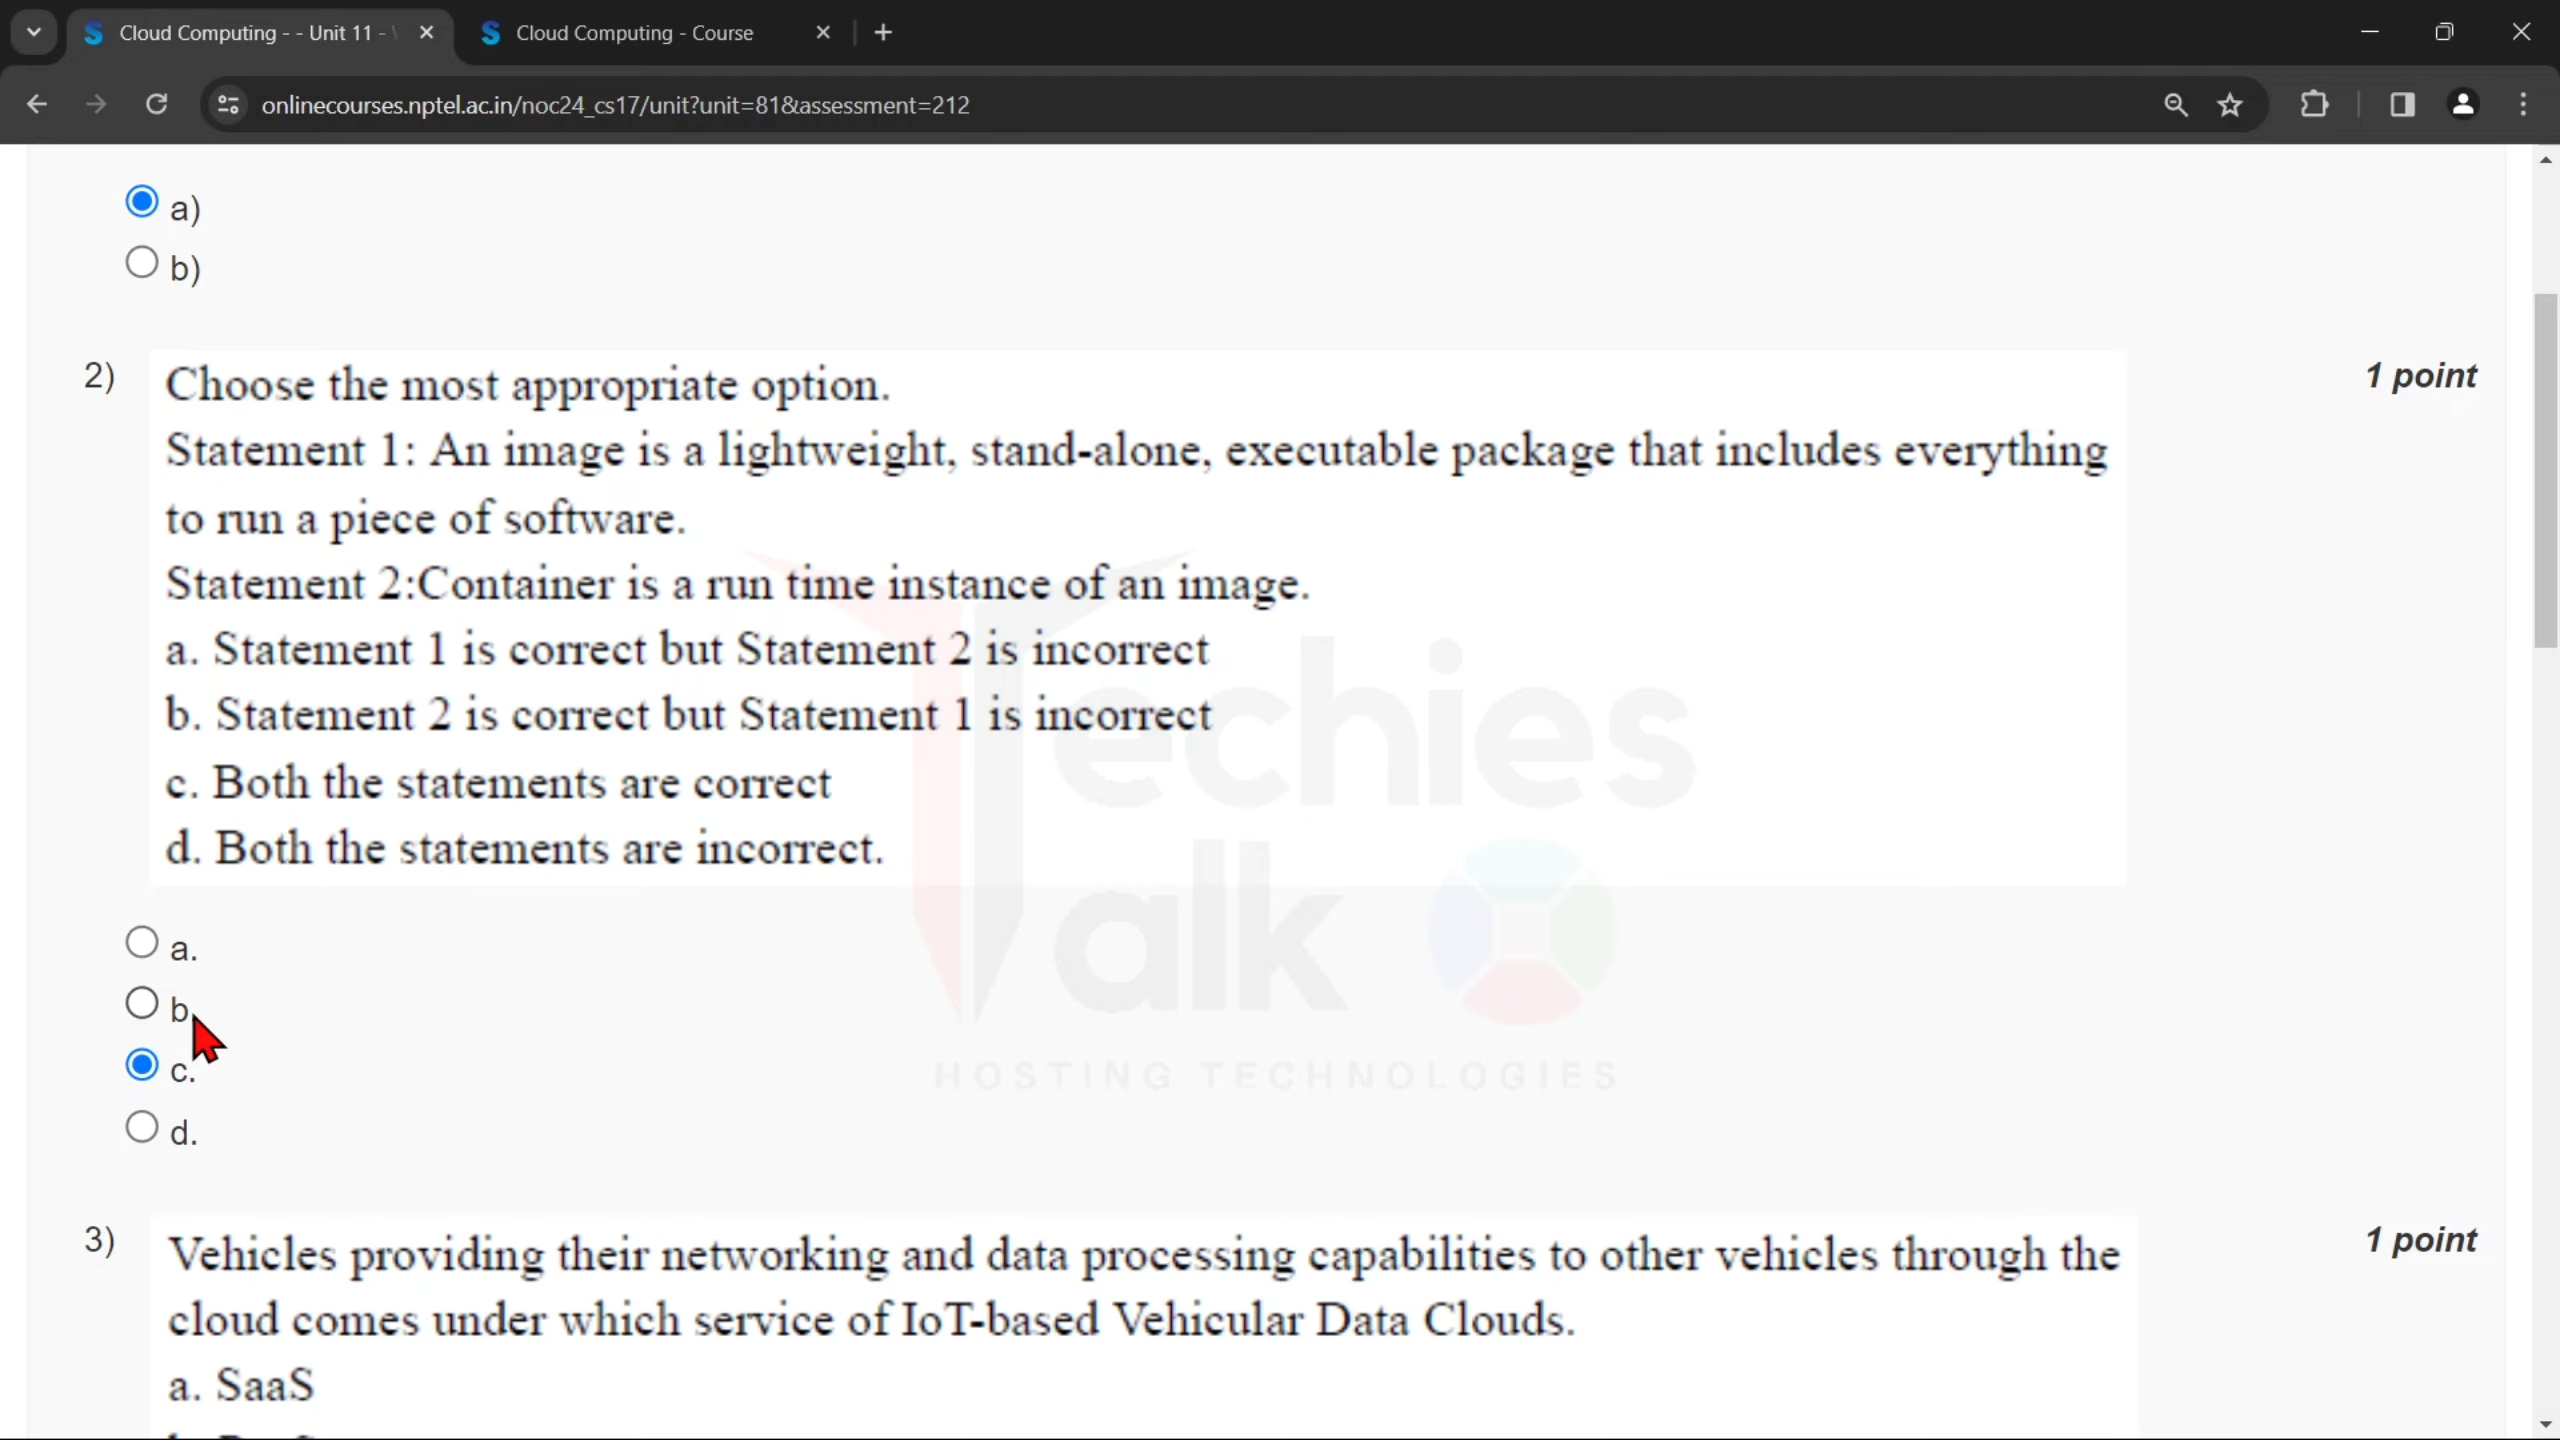 Cloud Computing - - Unit 11 -
Cloud Computing - Course
onlinecourses.nptel.ac.in/noc24_cs17/unit?unit=81&assessment=212
a)
b)
2)
Choose the most appropriate option.
1 point
Statement 1: An image is a lightweight, stand-alone, executable package that includes everything
to run a piece of software.
Statement 2:Container is a run time instance of an image.
a. Statement 1 is correct but Statement 2 is incorrect
b. Statement 2 is correct but Statement 1 is incorrect
c. Both the statements are correct
d. Both the statements are incorrect.
Techies
Talk
HOSTING TECHNOLOGIES
a.
b.
c.
d.
3)
Vehicles providing their networking and data processing capabilities to other vehicles through the
1 point
cloud comes under which service of IoT-based Vehicular Data Clouds.
a. SaaS